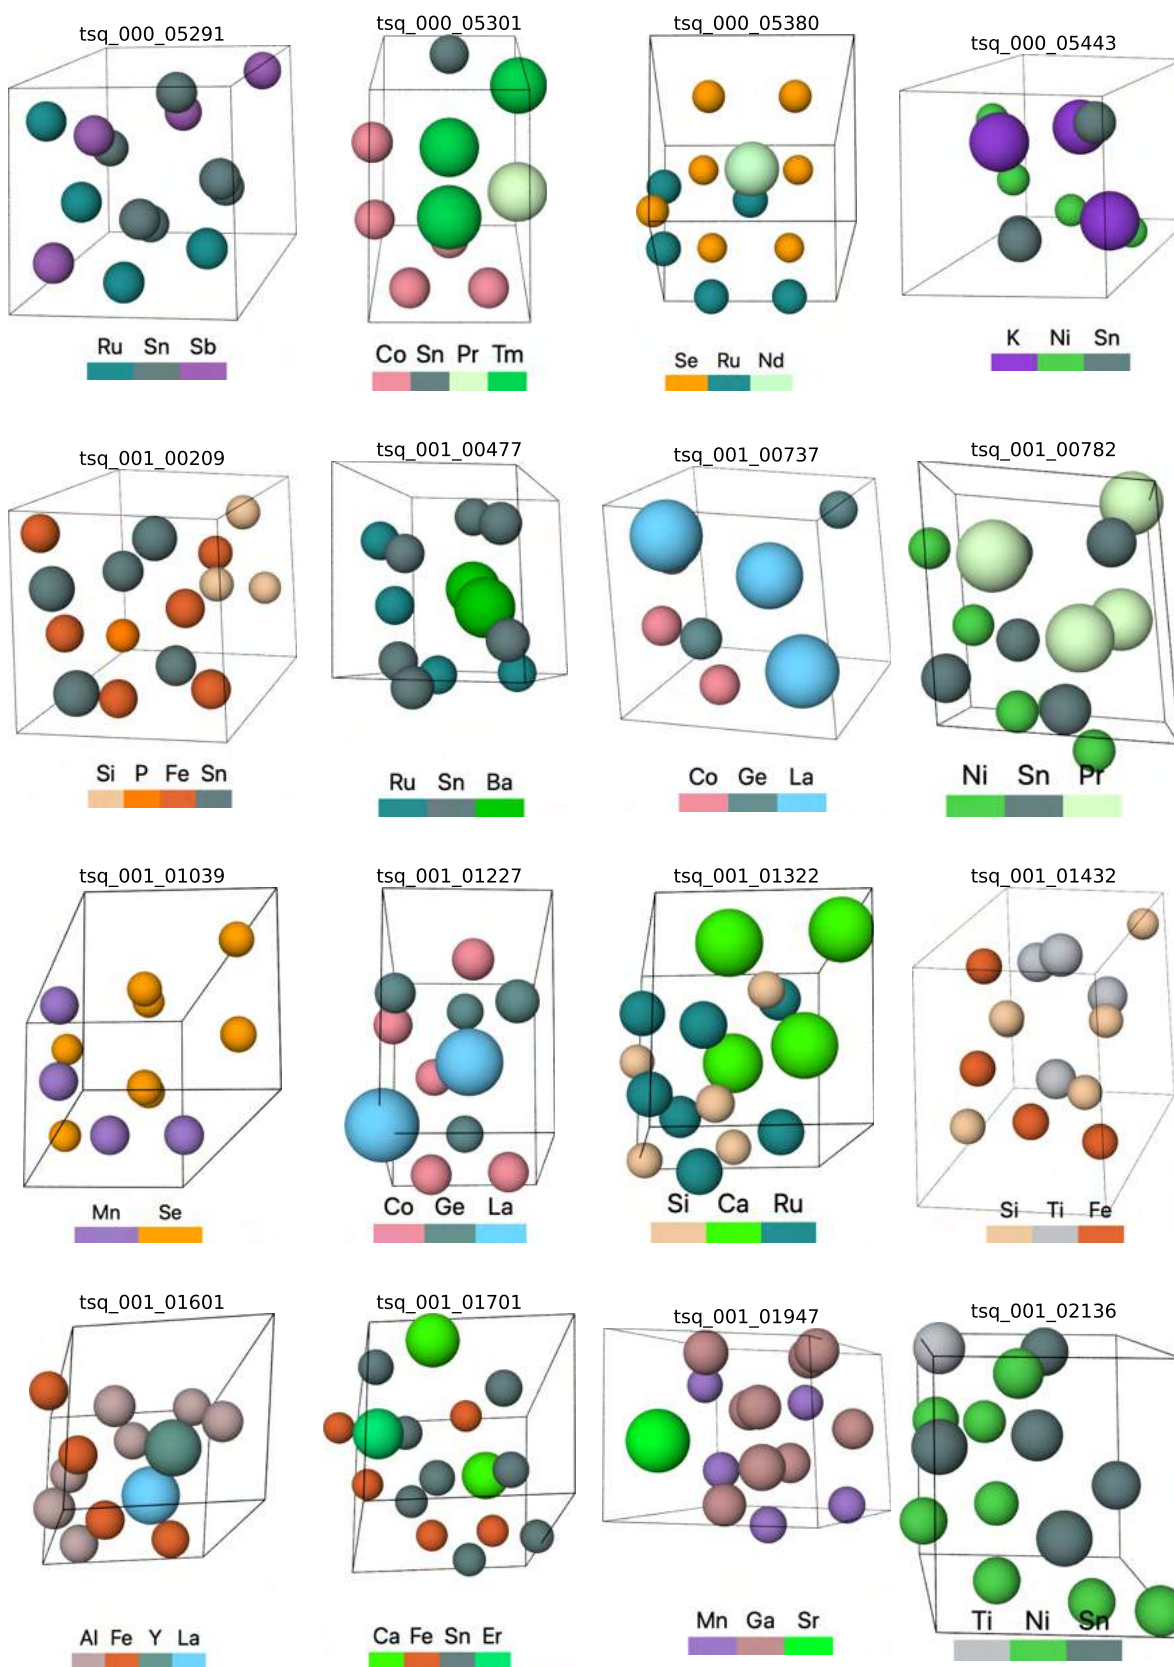 tsq_000_05291
tsq_000_05301
tsq_000_05380
tsq_000_05443
Ru Sn Sb
Co Sn Pr Tm
Se Ru Nd
K Ni Sn
tsq_001_00209
tsq_001_00477
tsq_001_00737
tsq_001_00782
Si P Fe Sn
Ru Sn Ba
Co Ge La
Ni Sn Pr
tsq_001_01039
tsq_001_01227
tsq_001_01322
tsq_001_01432
Mn Se
Co Ge La
Si Ca Ru
Si Ti Fe
tsq_001_01601
tsq_001_01701
tsq_001_01947
tsq_001_02136
Al Fe Y La
Ca Fe Sn Er
Mn Ga Sr
Ti Ni Sn